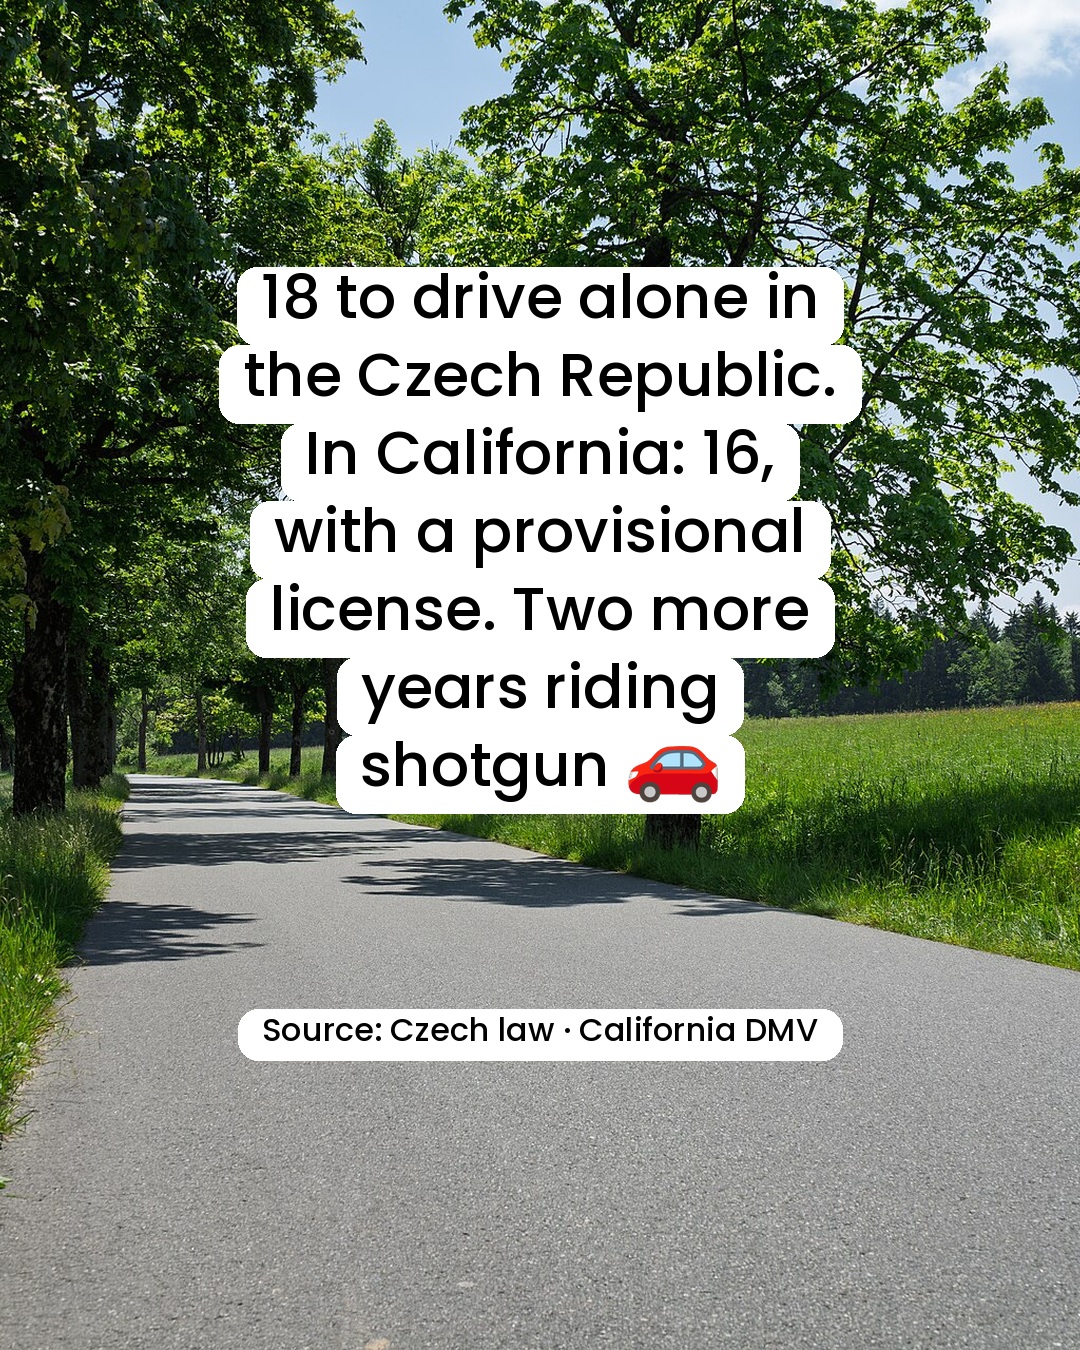 18 to drive alone in
the Czech Republic.
In California: 16,
with a provisional
license. Two more
years riding
shotgun 🚗
Source: Czech law · California DMV